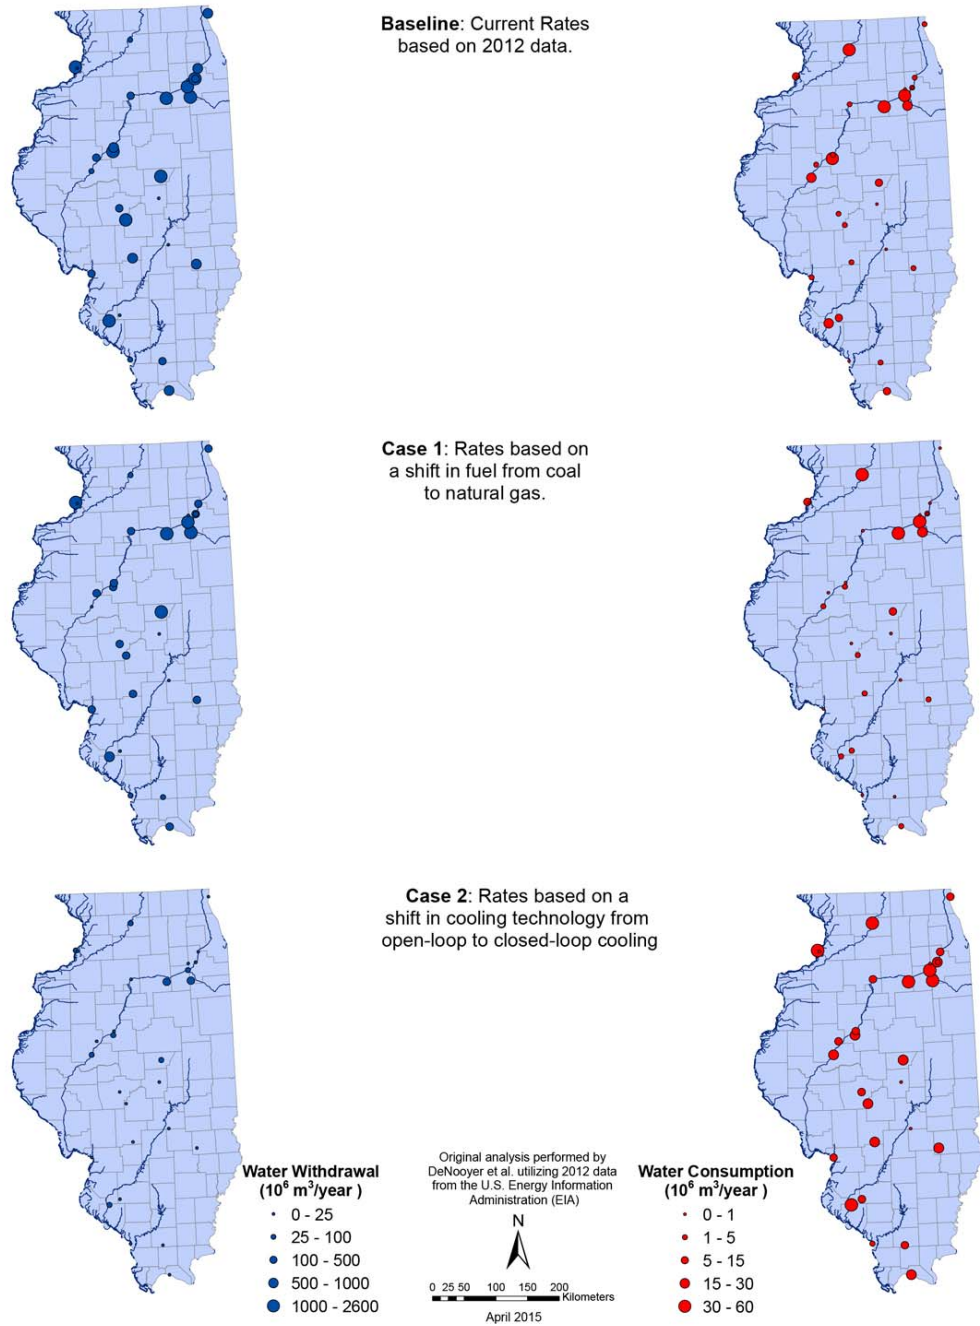 Baseline: Current Rates
based on 2012 data.
Case 1: Rates based on
a shift in fuel from coal
to natural gas.
Case 2: Rates based on a
shift in cooling technology from
open-loop to closed-loop cooling
Water Withdrawal
(10⁶ m³/year )
0 - 25
25 - 100
100 - 500
500 - 1000
1000 - 2600
Original analysis performed by
DeNooyer et al. utilizing 2012 data
from the U.S. Energy Information
Administration (EIA)
N
0 25 50 100 150 200
Kilometers
April 2015
Water Consumption
(10⁶ m³/year )
0 - 1
1 - 5
5 - 15
15 - 30
30 - 60